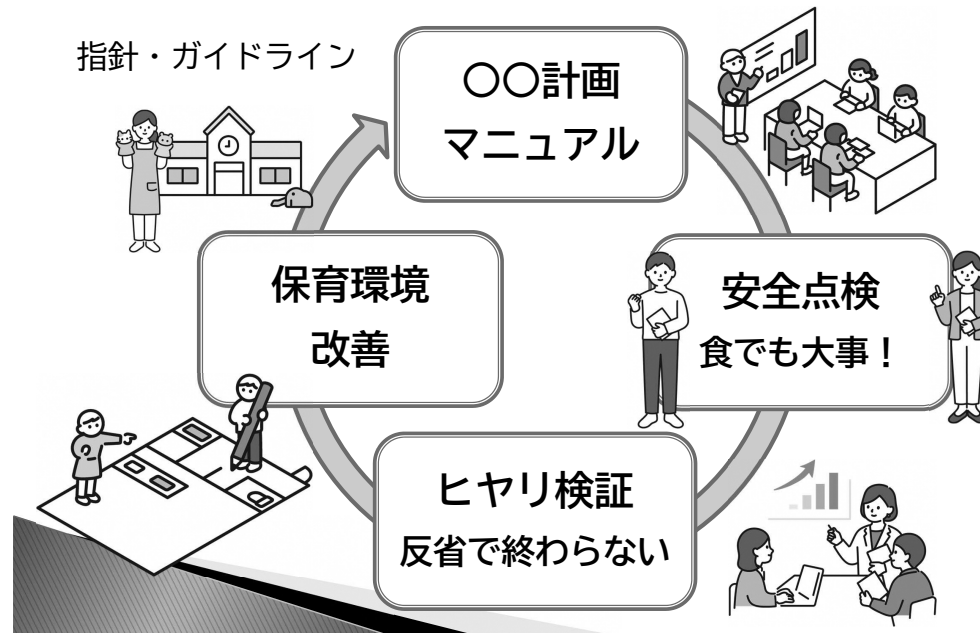 指針・ガイドライン
〇〇計画
マニュアル
安全点検
食でも大事！
ヒヤリ検証
反省で終わらない
保育環境
改善